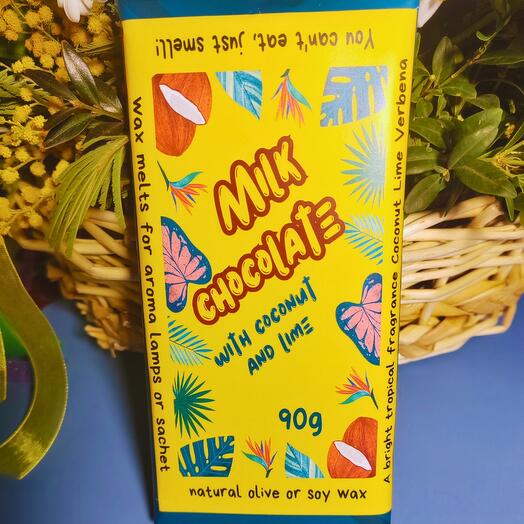 You can't eat, just smell!
Wax melts for aroma lamps or sachet
MILK
CHOCOLATE
WITH COCONUT
AND LIME
90g
A bright tropical fragrance Coconut Lime Verbena
natural olive or soy wax